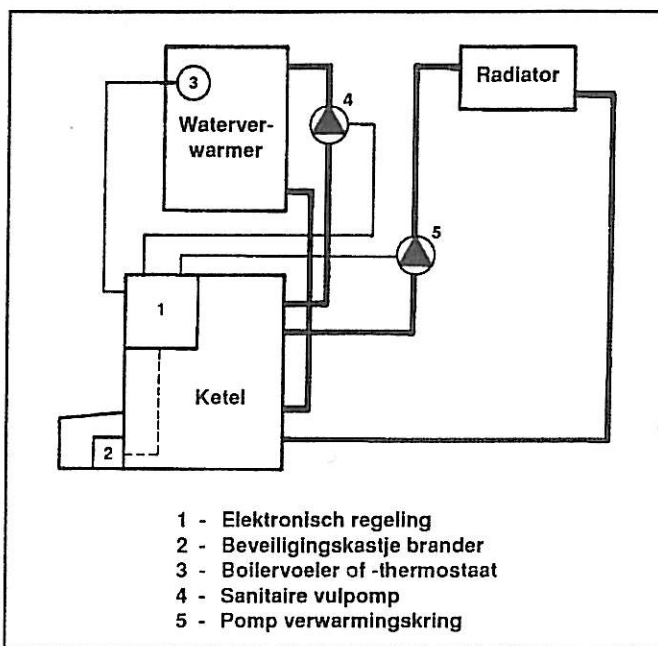 3
Waterver-
warmer
4
Radiator
5
1
Ketel
2
1 - Elektronisch regeling
2 - Beveiligingskastje brander
3 - Boilervoeler of -thermostaat
4 - Sanitaire vulpomp
5 - Pomp verwarmingskring